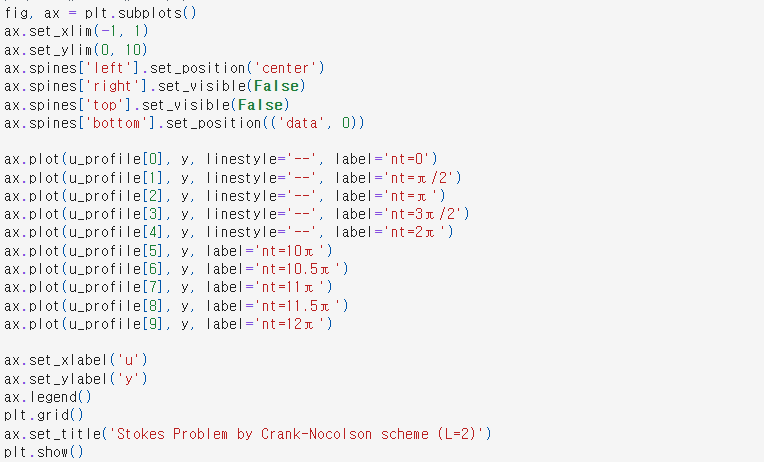 fig, ax = plt.subplots()
ax.set_xlim(-1, 1)
ax.set_ylim(0, 10)
ax.spines['left'].set_position('center')
ax.spines['right'].set_visible(False)
ax.spines['top'].set_visible(False)
ax.spines['bottom'].set_position(('data', 0))
ax.plot(u_profile[0], y, linestyle='--', label='nt=0')
ax.plot(u_profile[1], y, linestyle='--', label='nt=π/2')
ax.plot(u_profile[2], y, linestyle='--', label='nt=π')
ax.plot(u_profile[3], y, linestyle='--', label='nt=3π/2')
ax.plot(u_profile[4], y, linestyle='--', label='nt=2π')
ax.plot(u_profile[5], y, label='nt=10π')
ax.plot(u_profile[6], y, label='nt=10.5π')
ax.plot(u_profile[7], y, label='nt=11π')
ax.plot(u_profile[8], y, label='nt=11.5π')
ax.plot(u_profile[9], y, label='nt=12π')
ax.set_xlabel('u')
ax.set_ylabel('y')
ax.legend()
plt.grid()
ax.set_title('Stokes Problem by Crank-Nocolson scheme (L=2)')
plt.show()